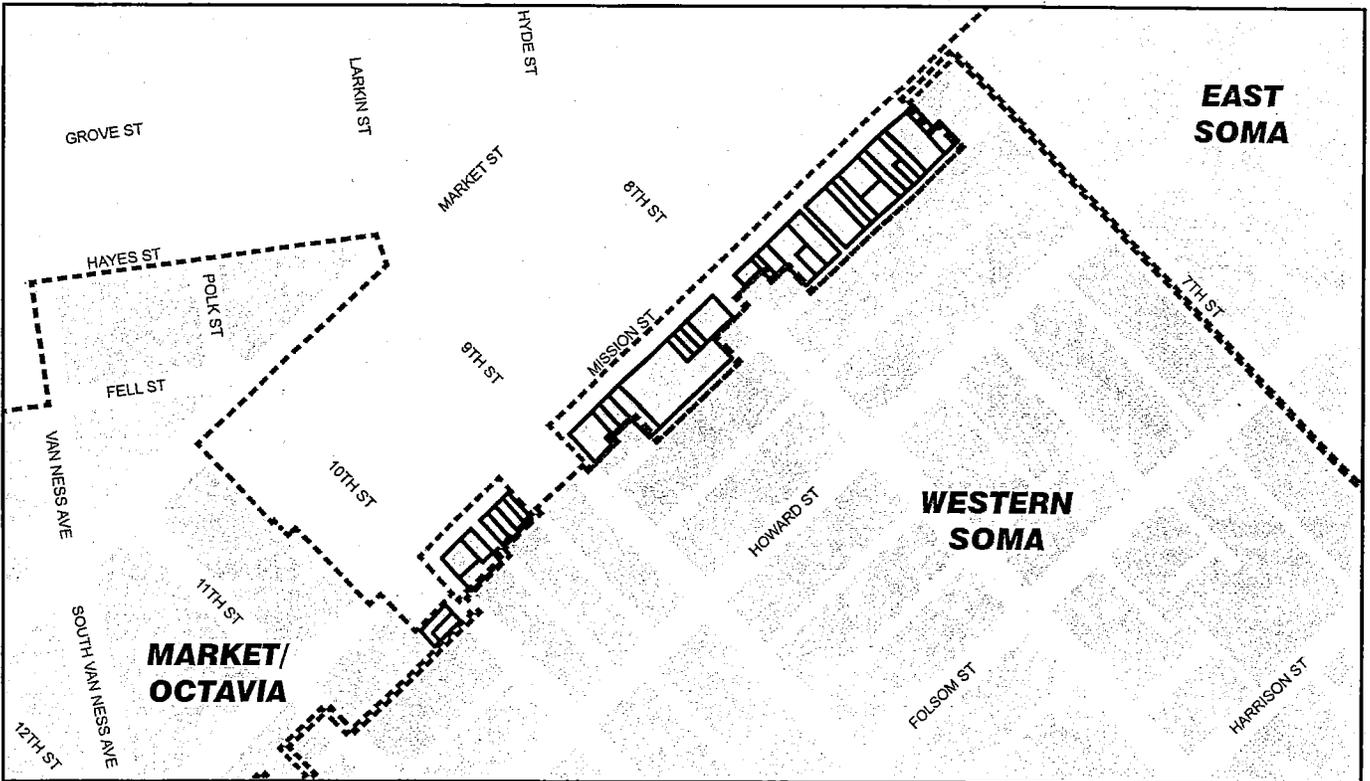 HYDE ST
LARKIN ST
EAST
SOMA
GROVE ST
MARKET ST
8TH ST
HAYES ST
POLK ST
7TH ST
MISSION ST
9TH ST
FELL ST
VAN NESS AVE
10TH ST
HOWARD ST
WESTERN
SOMA
11TH ST
SOUTH VAN NESS AVE
MARKET/
OCTAVIA
FOLSOM ST
HARRISON ST
12TH ST